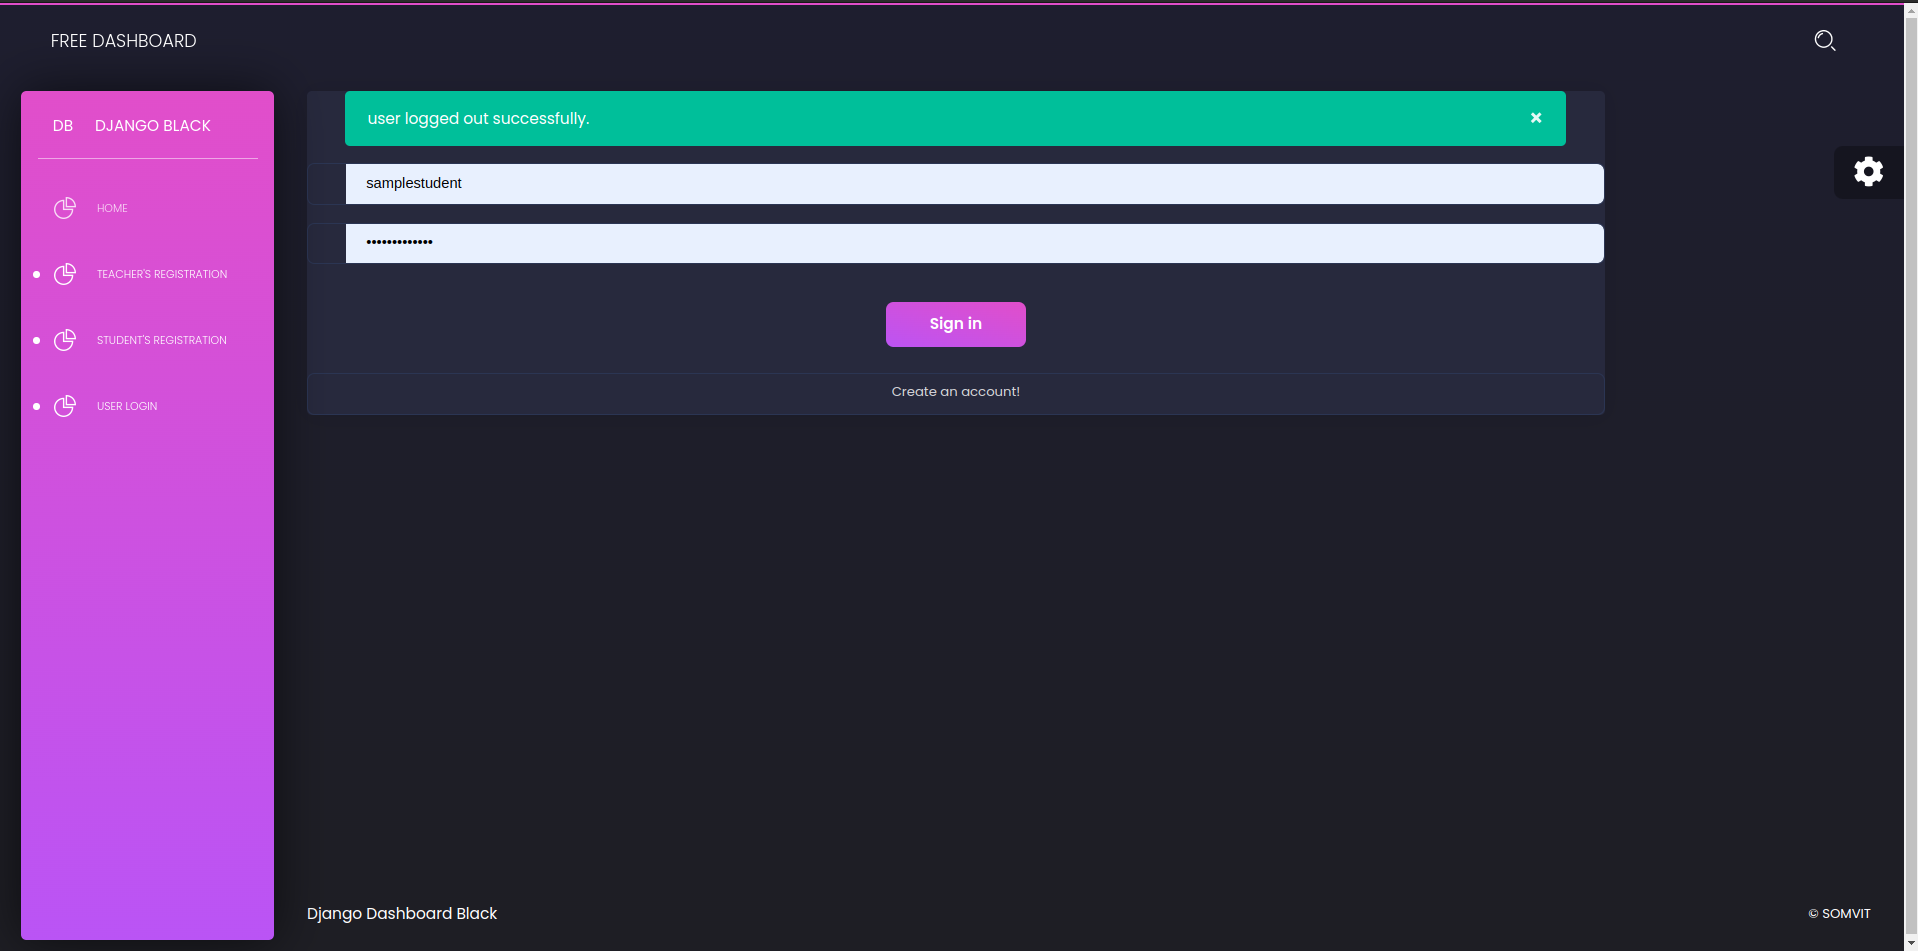 FREE DASHBOARD
DB DJANGO BLACK
HOME
TEACHER'S REGISTRATION
STUDENT'S REGISTRATION
USER LOGIN
user logged out successfully.
samplestudent
•••••••••••••
Sign in
Create an account!
Django Dashboard Black
© SOMVIT